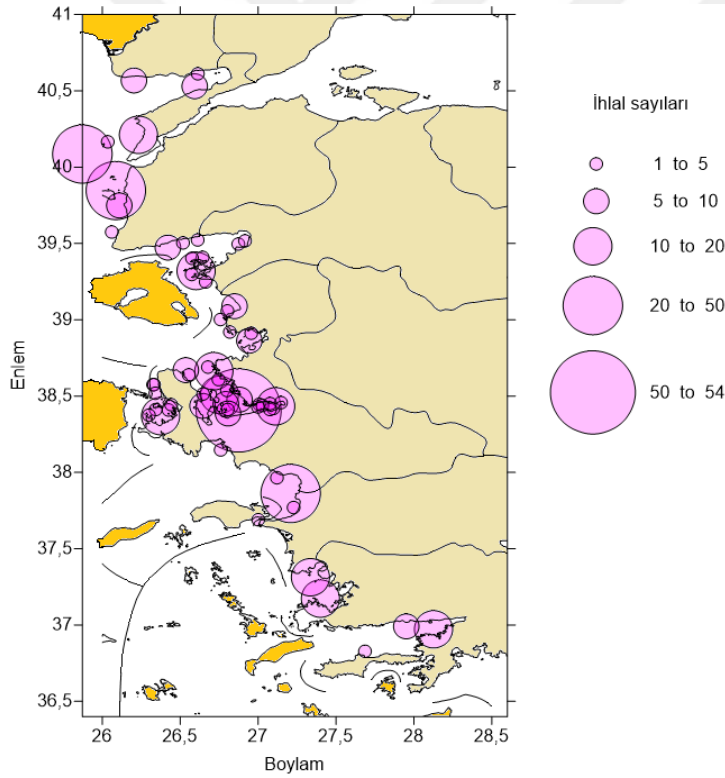 41
40,5
40
39,5
39
38,5
38
37,5
37
36,5
Enlem
26
26,5
27
27,5
28
28,5
Boylam
İhlal sayıları
1 to 5
5 to 10
10 to 20
20 to 50
50 to 54